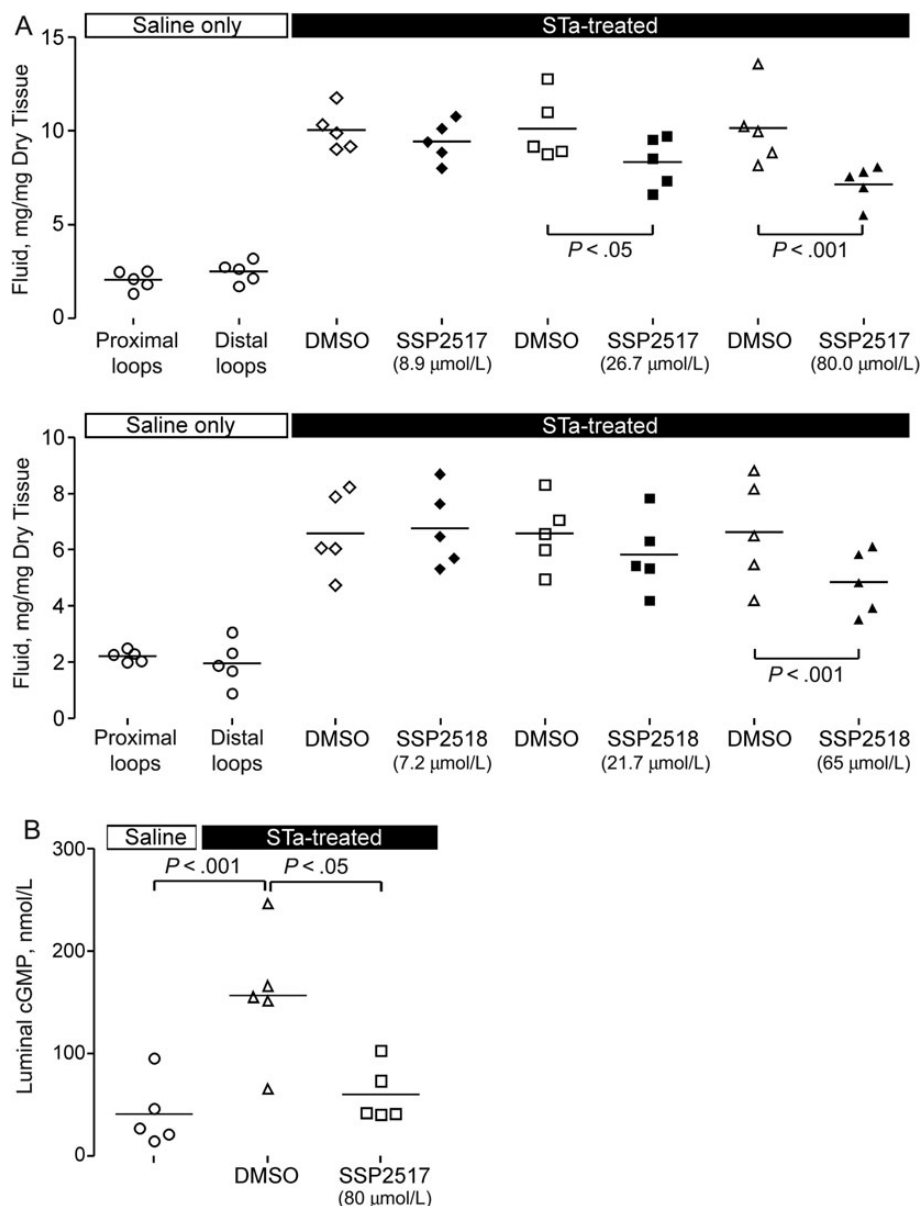 A
Saline only STa-treated
15
10
5
0
Fluid, mg/mg Dry Tissue
P < .05 P < .001
Proximal loops Distal loops DMSO SSP2517 (8.9 μmol/L) DMSO SSP2517 (26.7 μmol/L) DMSO SSP2517 (80.0 μmol/L)
Saline only STa-treated
10
8
6
4
2
0
Fluid, mg/mg Dry Tissue
P < .001
Proximal loops Distal loops DMSO SSP2518 (7.2 μmol/L) DMSO SSP2518 (21.7 μmol/L) DMSO SSP2518 (65 μmol/L)
B
Saline STa-treated
300
200
100
0
Luminal cGMP, nmol/L
P < .001 P < .05
DMSO SSP2517
(80 μmol/L)